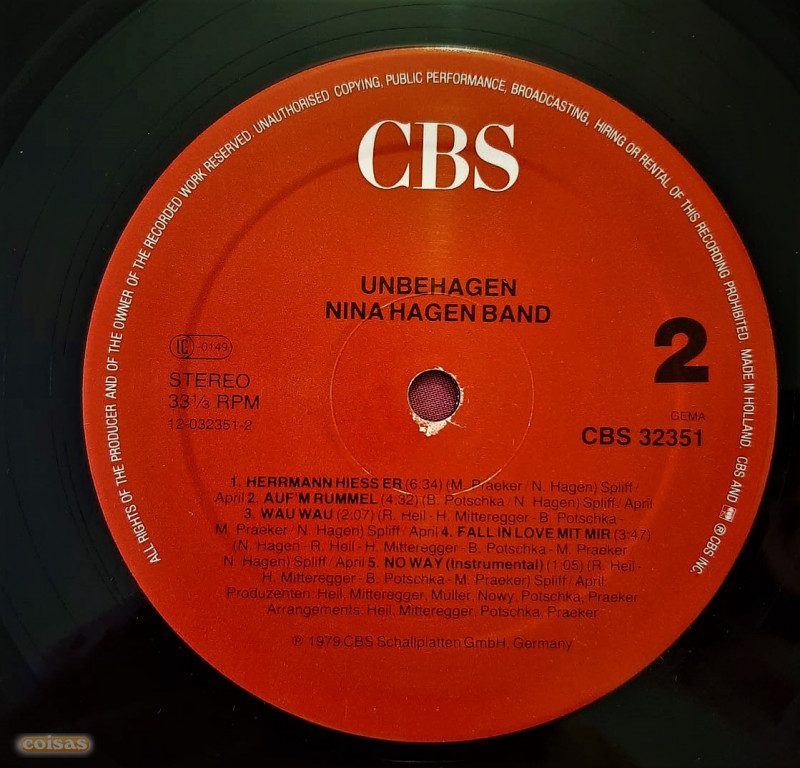 ALL RIGHTS OF THE PRODUCER AND OF THE OWNER OF THE RECORDED WORK RESERVED. UNAUTHORISED COPYING, PUBLIC PERFORMANCE, BROADCASTING, HIRING OR RENTAL OF THIS RECORDING PROHIBITED. MADE IN HOLLAND. CBS AND ℗ CBS INC.
CBS
UNBEHAGEN
NINA HAGEN BAND
LC-0149
2
STEREO
33⅓ RPM
12-032351-2
GEMA
CBS 32351
1. HERRMANN HIESS ER (6:34) (M. Praeker / N. Hagen) Spliff /
April 2. AUF'M RUMMEL (4:32) (B. Potschka / N. Hagen) Spliff / April
3. WAU WAU (2:07) (R. Heil - H. Mitteregger - B. Potschka -
M. Praeker / N. Hagen) Spliff / April 4. FALL IN LOVE MIT MIR (3:47)
(N. Hagen - R. Heil - H. Mitteregger - B. Potschka - M. Praeker /
N. Hagen) Spliff / April 5. NO WAY (Instrumental) (1:05) (R. Heil -
H. Mitteregger - B. Potschka - M. Praeker) Spliff / April
Produzenten: Heil, Mitteregger, Müller, Nowy, Potschka, Praeker
Arrangements: Heil, Mitteregger, Potschka, Praeker
℗ 1979 CBS Schallplatten GmbH, Germany
coisas